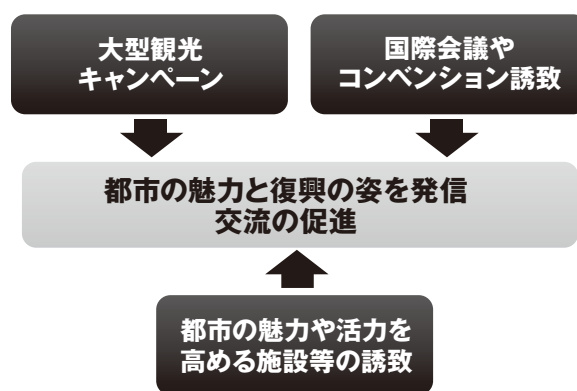 大型観光
キャンペーン
国際会議や
コンベンション誘致
都市の魅力と復興の姿を発信
交流の促進
都市の魅力や活力を
高める施設等の誘致